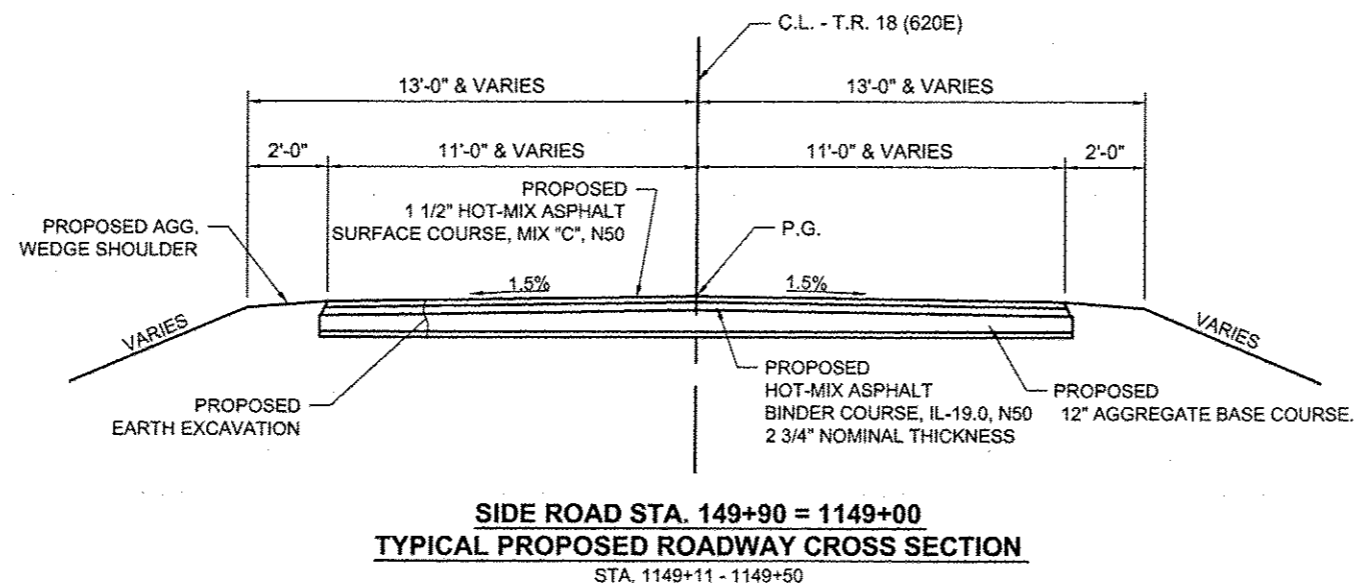 C.L. - T.R. 18 (620E)
13'-0" & VARIES
13'-0" & VARIES
2'-0"
11'-0" & VARIES
11'-0" & VARIES
2'-0"
PROPOSED
1 1/2" HOT-MIX ASPHALT
SURFACE COURSE, MIX "C", N50
PROPOSED AGG.
WEDGE SHOULDER
P.G.
1.5%
1.5%
VARIES
VARIES
PROPOSED
EARTH EXCAVATION
PROPOSED
HOT-MIX ASPHALT
BINDER COURSE, IL-19.0, N50
2 3/4" NOMINAL THICKNESS
PROPOSED
12" AGGREGATE BASE COURSE.
SIDE ROAD STA. 149+90 = 1149+00
TYPICAL PROPOSED ROADWAY CROSS SECTION
STA. 1149+11 - 1149+50